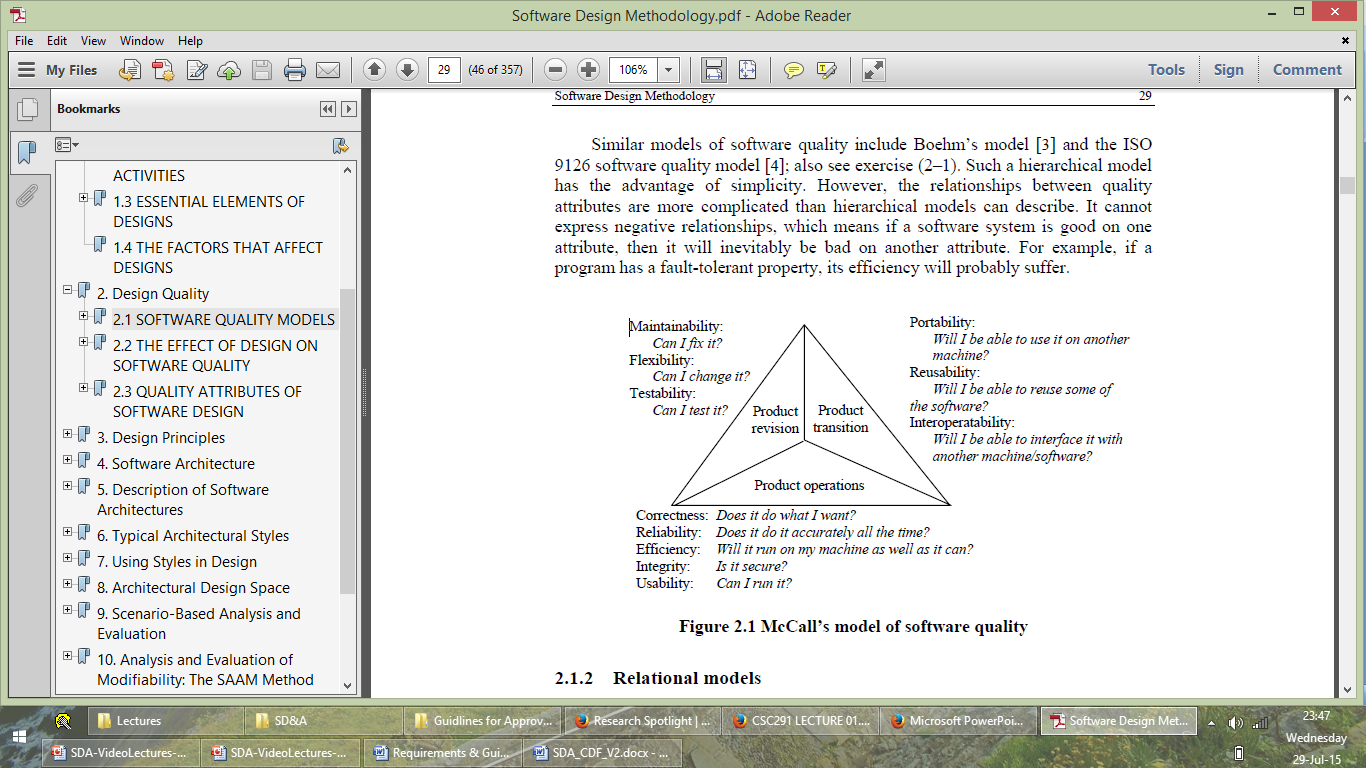 Software Design Methodology.pdf - Adobe Reader
File Edit View Window Help
My Files
29 (46 of 357)
106%
Tools Sign Comment
Bookmarks
ACTIVITIES
1.3 ESSENTIAL ELEMENTS OF
DESIGNS
1.4 THE FACTORS THAT AFFECT
DESIGNS
2. Design Quality
2.1 SOFTWARE QUALITY MODELS
2.2 THE EFFECT OF DESIGN ON
SOFTWARE QUALITY
2.3 QUALITY ATTRIBUTES OF
SOFTWARE DESIGN
3. Design Principles
4. Software Architecture
5. Description of Software
Architectures
6. Typical Architectural Styles
7. Using Styles in Design
8. Architectural Design Space
9. Scenario-Based Analysis and
Evaluation
10. Analysis and Evaluation of
Modifiability: The SAAM Method
Software Design Methodology 29
Similar models of software quality include Boehm's model [3] and the ISO
9126 software quality model [4]; also see exercise (2–1). Such a hierarchical model
has the advantage of simplicity. However, the relationships between quality
attributes are more complicated than hierarchical models can describe. It cannot
express negative relationships, which means if a software system is good on one
attribute, then it will inevitably be bad on another attribute. For example, if a
program has a fault-tolerant property, its efficiency will probably suffer.
Maintainability:
Can I fix it?
Flexibility:
Can I change it?
Testability:
Can I test it?
Product
revision
Product
transition
Product operations
Portability:
Will I be able to use it on another
machine?
Reusability:
Will I be able to reuse some of
the software?
Interoperatability:
Will I be able to interface it with
another machine/software?
Correctness: Does it do what I want?
Reliability: Does it do it accurately all the time?
Efficiency: Will it run on my machine as well as it can?
Integrity: Is it secure?
Usability: Can I run it?
Figure 2.1 McCall's model of software quality
2.1.2 Relational models
Lectures
SD&A
Guidlines for Approv...
Research Spotlight | ...
CSC291 LECTURE 01....
Microsoft PowerPoi...
Software Design Met...
SDA-VideoLectures-...
SDA-VideoLectures-...
Requirements & Gui...
SDA_CDF_V2.docx - ...
23:47
Wednesday
29-Jul-15